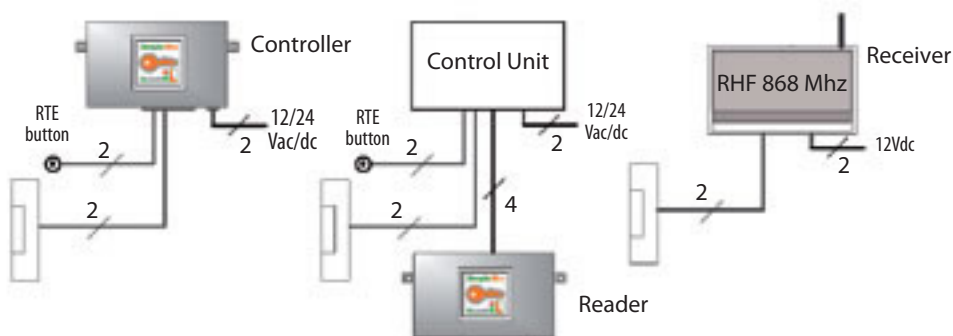 Controller
RTE
button
2
12/24
Vac/dc
2
2
Control Unit
RTE
button
2
12/24
Vac/dc
2
2
4
Reader
Receiver
RHF 868 Mhz
12Vdc
2
2